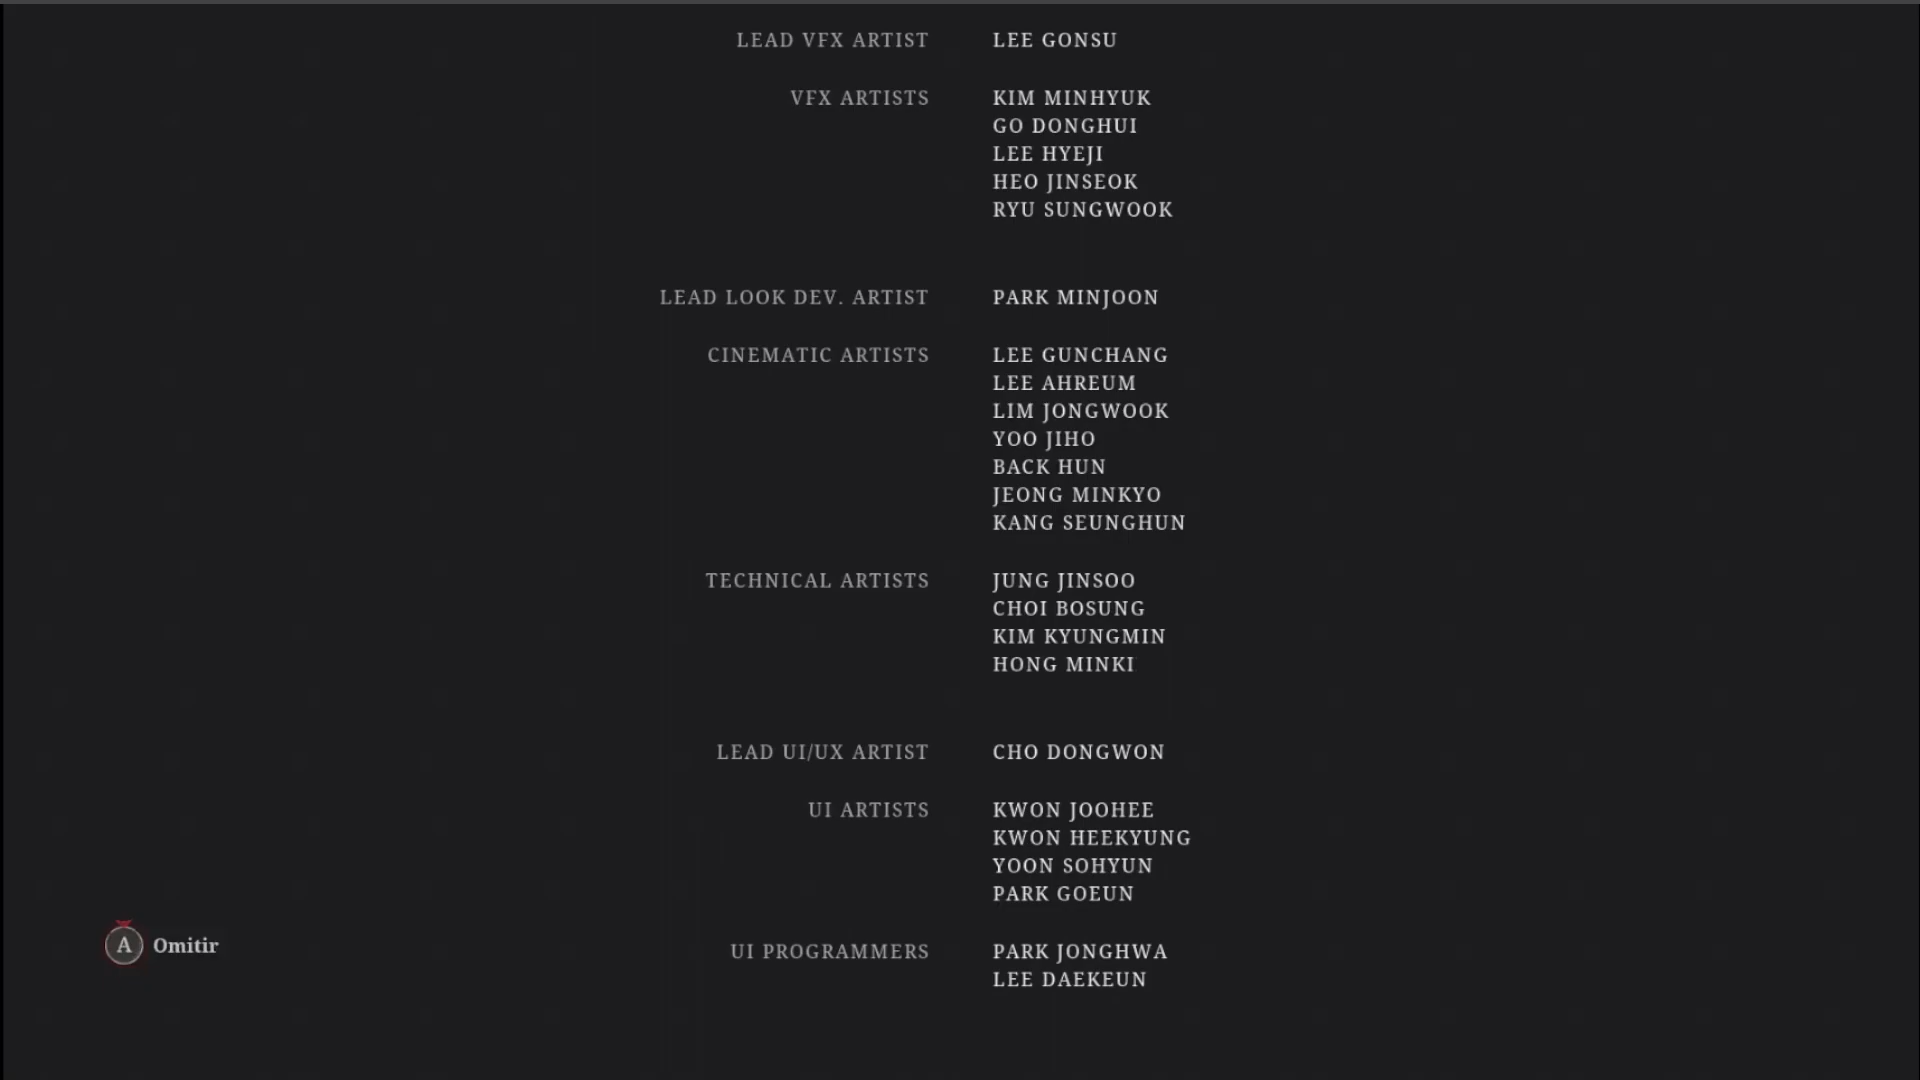 LEAD VFX ARTIST LEE GONSU
VFX ARTISTS KIM MINHYUK
GO DONGHUI
LEE HYEJI
HEO JINSEOK
RYU SUNGWOOK
LEAD LOOK DEV. ARTIST PARK MINJOON
CINEMATIC ARTISTS LEE GUNCHANG
LEE AHREUM
LIM JONGWOOK
YOO JIHO
BACK HUN
JEONG MINKYO
KANG SEUNGHUN
TECHNICAL ARTISTS JUNG JINSOO
CHOI BOSUNG
KIM KYUNGMIN
HONG MINKI
LEAD UI/UX ARTIST CHO DONGWON
UI ARTISTS KWON JOOHEE
KWON HEEKYUNG
YOON SOHYUN
PARK GOEUN
A Omitir
UI PROGRAMMERS PARK JONGHWA
LEE DAEKEUN